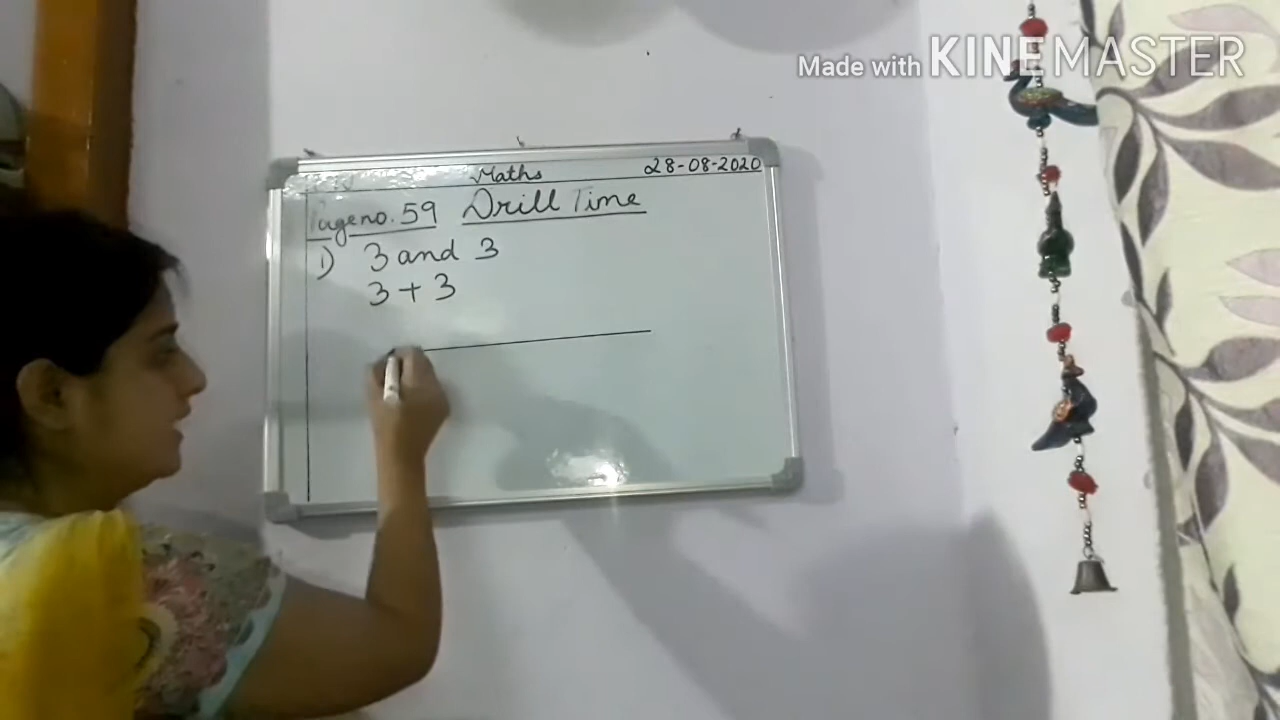 Made with KINEMASTER
Maths 28-08-2020
Page no. 59 Drill Time
1) 3 and 3
3 + 3